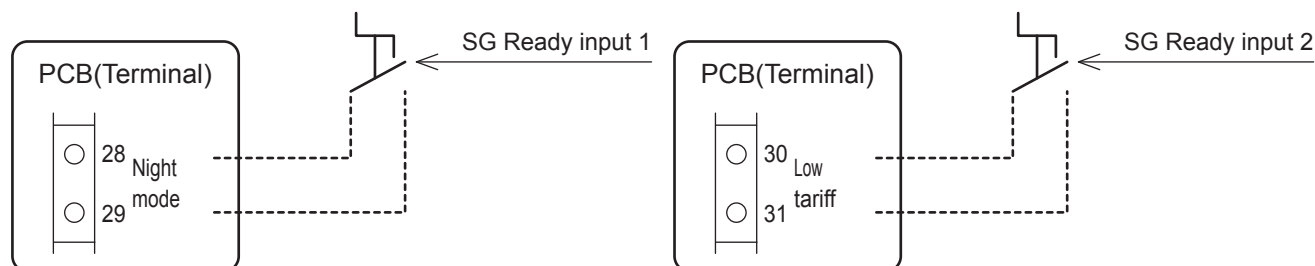 SG Ready input 1
PCB(Terminal)
28 Night
mode
29
SG Ready input 2
PCB(Terminal)
30 Low
tariff
31